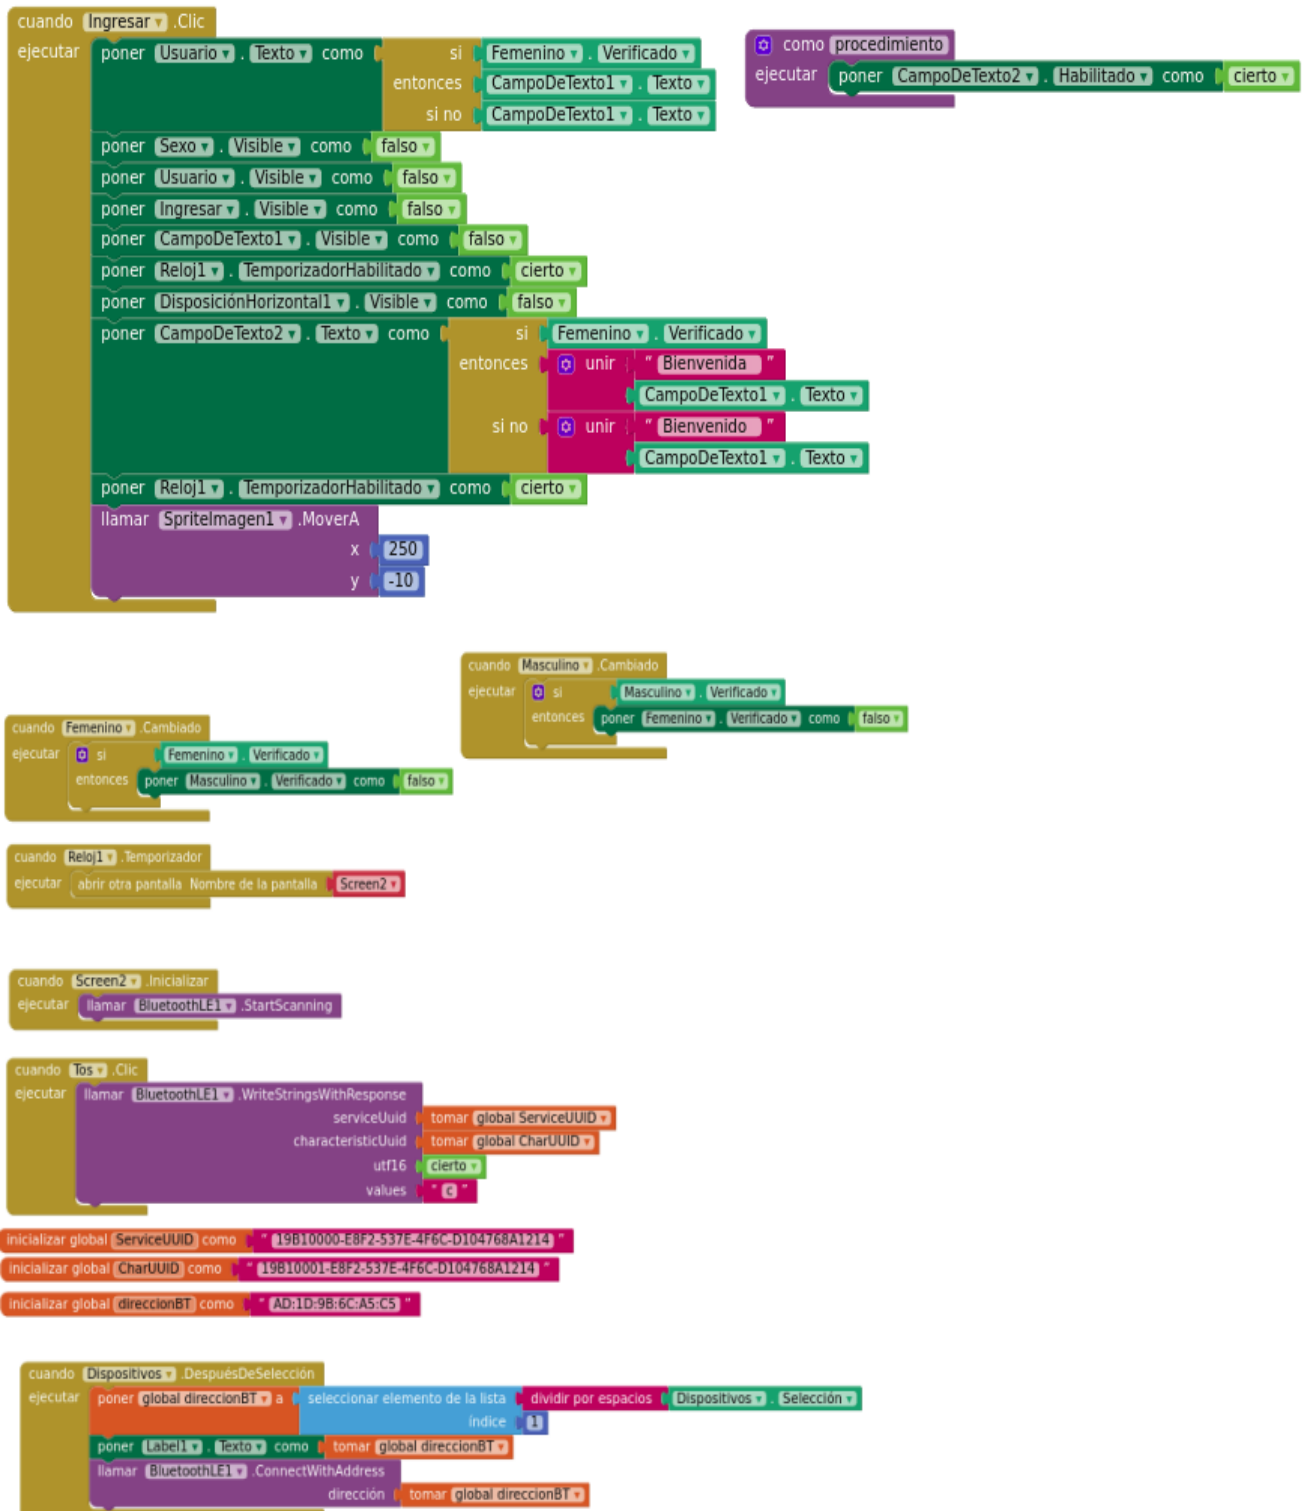 cuando Ingresar .Clic
ejecutar poner Usuario . Texto como si Femenino . Verificado
entonces CampoDeTexto1 . Texto
si no CampoDeTexto1 . Texto
poner Sexo . Visible como falso
poner Usuario . Visible como falso
poner Ingresar . Visible como falso
poner CampoDeTexto1 . Visible como falso
poner Reloj1 . TemporizadorHabilitado como cierto
poner DisposiciónHorizontal1 . Visible como falso
poner CampoDeTexto2 . Texto como si Femenino . Verificado
entonces unir " Bienvenida "
CampoDeTexto1 . Texto
si no unir " Bienvenido "
CampoDeTexto1 . Texto
poner Reloj1 . TemporizadorHabilitado como cierto
llamar SpriteImagen1 .MoverA
x 250
y -10
como procedimiento
ejecutar poner CampoDeTexto2 . Habilitado como cierto
cuando Masculino .Cambiado
ejecutar si Masculino . Verificado
entonces poner Femenino . Verificado como falso
cuando Femenino .Cambiado
ejecutar si Femenino . Verificado
entonces poner Masculino . Verificado como falso
cuando Reloj1 .Temporizador
ejecutar abrir otra pantalla Nombre de la pantalla Screen2
cuando Screen2 .Inicializar
ejecutar llamar BluetoothLE1 .StartScanning
cuando Tos .Clic
ejecutar llamar BluetoothLE1 .WriteStringsWithResponse
serviceUuid tomar global ServiceUUID
characteristicUuid tomar global CharUUID
utf16 cierto
values " c "
inicializar global ServiceUUID como " 19B10000-E8F2-537E-4F6C-D104768A1214 "
inicializar global CharUUID como " 19B10001-E8F2-537E-4F6C-D104768A1214 "
inicializar global direccionBT como " AD:1D:9B:6C:A5:C5 "
cuando Dispositivos .DespuésDeSelección
ejecutar poner global direccionBT a seleccionar elemento de la lista dividir por espacios Dispositivos . Selección
índice 1
poner Label1 . Texto como tomar global direccionBT
llamar BluetoothLE1 .ConnectWithAddress
dirección tomar global direccionBT